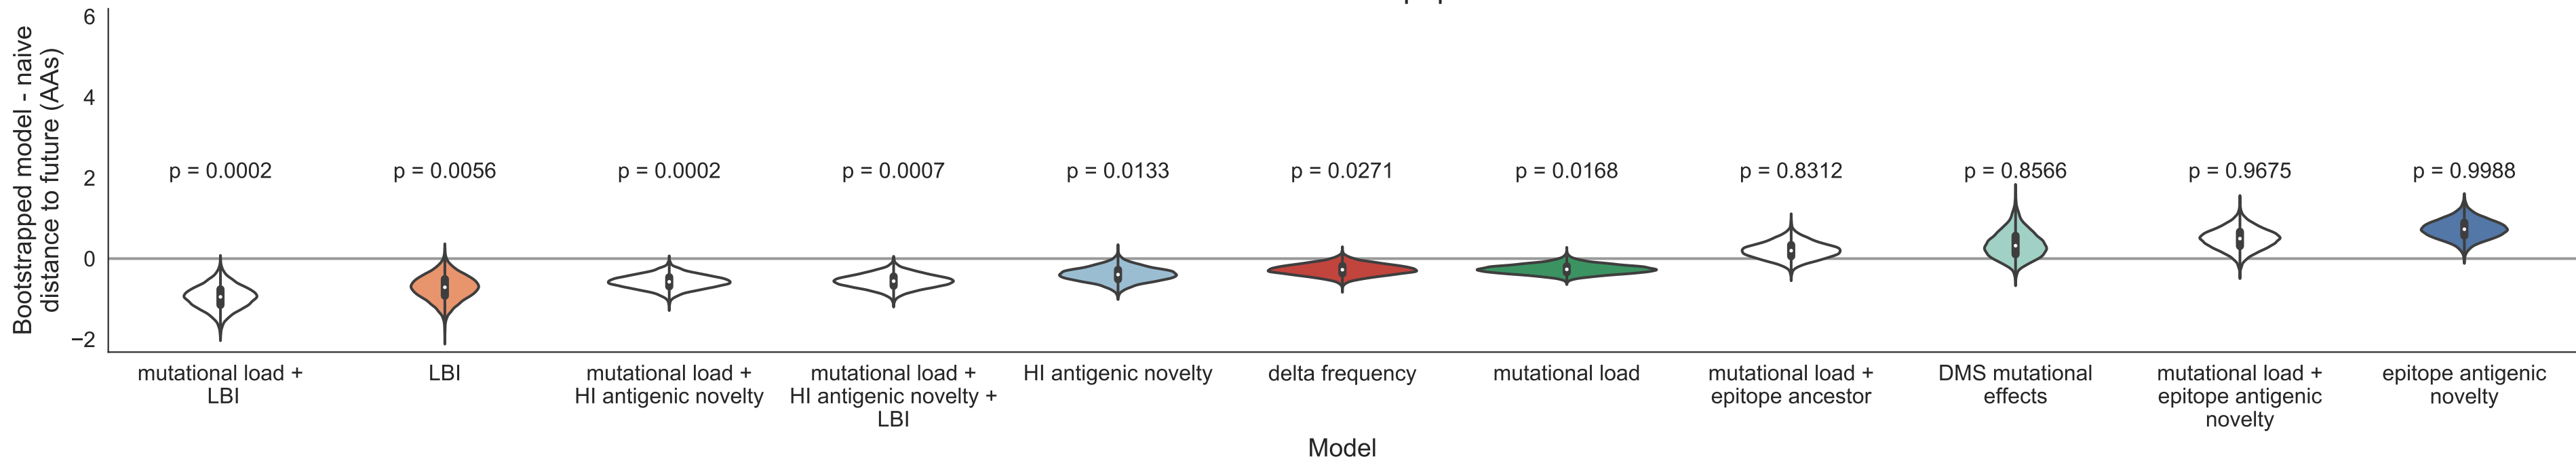 Bootstrapped model - naive
distance to future (AAs)
6
4
2
0
−2
p = 0.0002
p = 0.0056
p = 0.0002
p = 0.0007
p = 0.0133
p = 0.0271
p = 0.0168
p = 0.8312
p = 0.8566
p = 0.9675
p = 0.9988
mutational load +
LBI
LBI
mutational load +
HI antigenic novelty
mutational load +
HI antigenic novelty +
LBI
HI antigenic novelty
delta frequency
mutational load
mutational load +
epitope ancestor
DMS mutational
effects
mutational load +
epitope antigenic
novelty
epitope antigenic
novelty
Model